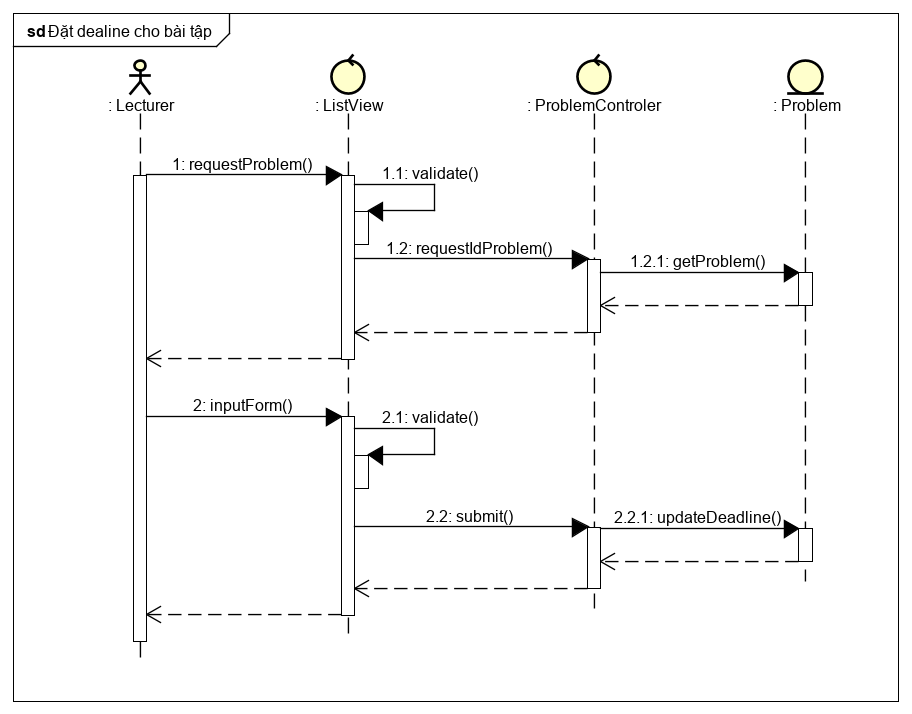 sd Đặt dealine cho bài tập
: Lecturer
: ListView
: ProblemControler
: Problem
1: requestProblem()
1.1: validate()
1.2: requestIdProblem()
1.2.1: getProblem()
2: inputForm()
2.1: validate()
2.2: submit()
2.2.1: updateDeadline()